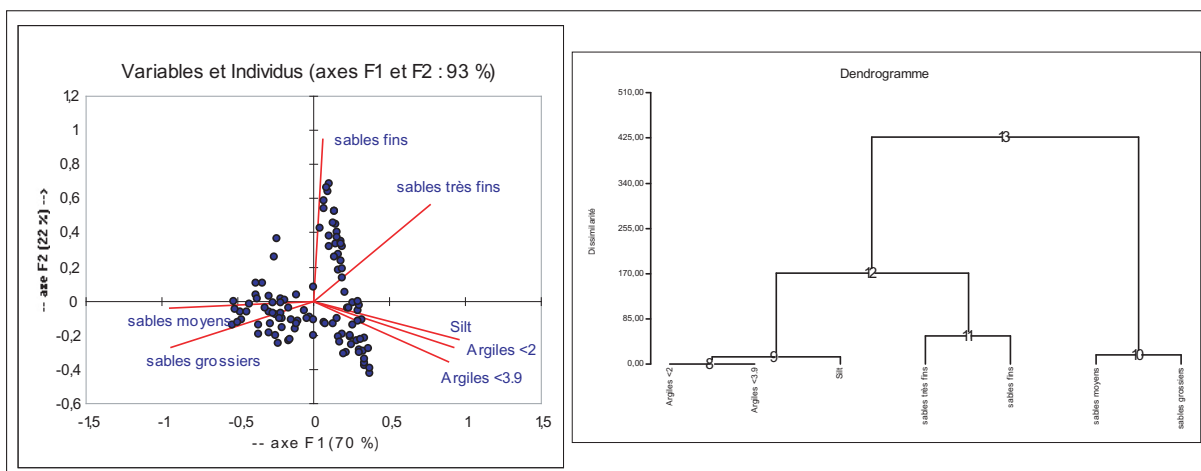 Variables et Individus (axes F1 et F2 : 93 %)
1,2
1
0,8
0,6
0,4
0,2
0
-0,2
-0,4
-0,6
-1,5
-1
-0,5
0
0,5
1
1,5
-- axe F2 (22 %) -->
-- axe F1 (70 %) --
sables fins
sables très fins
sables moyens
sables grossiers
Silt
Argiles <2
Argiles <3.9
Dendrogramme
510,00
425,00
340,00
255,00
170,00
85,00
0,00
Dissimilarité
13
12
11
10
9
8
Argiles <2
Argiles <3.9
Silt
sables très fins
sables fins
sables moyens
sables grossiers